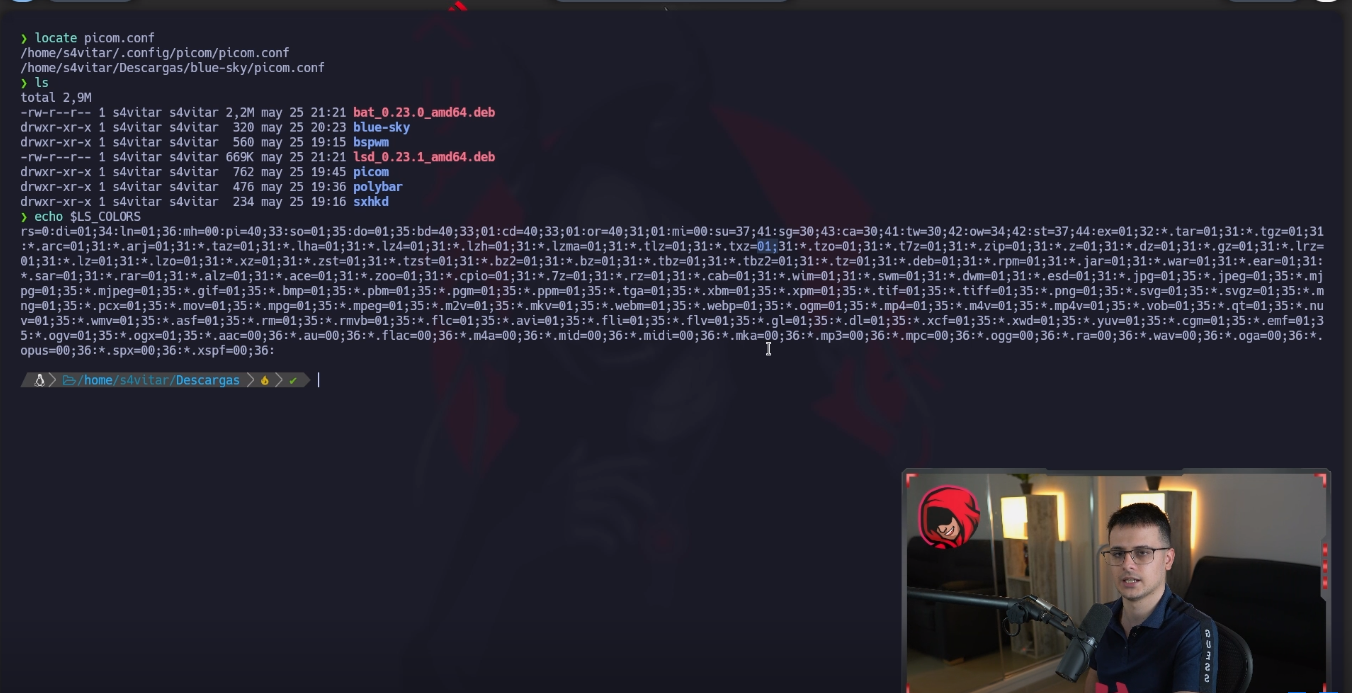 ❯ locate picom.conf
/home/s4vitar/.config/picom/picom.conf
/home/s4vitar/Descargas/blue-sky/picom.conf
❯ ls
total 2,9M
-rw-r--r-- 1 s4vitar s4vitar 2,2M may 25 21:21 bat_0.23.0_amd64.deb
drwxr-xr-x 1 s4vitar s4vitar  320 may 25 20:23 blue-sky
drwxr-xr-x 1 s4vitar s4vitar  560 may 25 19:15 bspwm
-rw-r--r-- 1 s4vitar s4vitar 669K may 25 21:21 lsd_0.23.1_amd64.deb
drwxr-xr-x 1 s4vitar s4vitar  762 may 25 19:45 picom
drwxr-xr-x 1 s4vitar s4vitar  476 may 25 19:36 polybar
drwxr-xr-x 1 s4vitar s4vitar  234 may 25 19:16 sxhkd
❯ echo $LS_COLORS
rs=0:di=01;34:ln=01;36:mh=00:pi=40;33:so=01;35:do=01;35:bd=40;33;01:cd=40;33;01:or=40;31;01:mi=00:su=37;41:sg=30;43:ca=30;41:tw=30;42:ow=34;42:st=37;44:ex=01;32:*.tar=01;31:*.tgz=01;31
:*.arc=01;31:*.arj=01;31:*.taz=01;31:*.lha=01;31:*.lz4=01;31:*.lzh=01;31:*.lzma=01;31:*.tlz=01;31:*.txz=01;31:*.tzo=01;31:*.t7z=01;31:*.zip=01;31:*.z=01;31:*.dz=01;31:*.gz=01;31:*.lrz=
01;31:*.lz=01;31:*.lzo=01;31:*.xz=01;31:*.zst=01;31:*.tzst=01;31:*.bz2=01;31:*.bz=01;31:*.tbz=01;31:*.tbz2=01;31:*.tz=01;31:*.deb=01;31:*.rpm=01;31:*.jar=01;31:*.war=01;31:*.ear=01;31:
*.sar=01;31:*.rar=01;31:*.alz=01;31:*.ace=01;31:*.zoo=01;31:*.cpio=01;31:*.7z=01;31:*.rz=01;31:*.cab=01;31:*.wim=01;31:*.swm=01;31:*.dwm=01;31:*.esd=01;31:*.jpg=01;35:*.jpeg=01;35:*.mj
pg=01;35:*.mjpeg=01;35:*.gif=01;35:*.bmp=01;35:*.pbm=01;35:*.pgm=01;35:*.ppm=01;35:*.tga=01;35:*.xbm=01;35:*.xpm=01;35:*.tif=01;35:*.tiff=01;35:*.png=01;35:*.svg=01;35:*.svgz=01;35:*.m
ng=01;35:*.pcx=01;35:*.mov=01;35:*.mpg=01;35:*.mpeg=01;35:*.m2v=01;35:*.mkv=01;35:*.webm=01;35:*.webp=01;35:*.ogm=01;35:*.mp4=01;35:*.m4v=01;35:*.mp4v=01;35:*.vob=01;35:*.qt=01;35:*.nu
v=01;35:*.wmv=01;35:*.asf=01;35:*.rm=01;35:*.rmvb=01;35:*.flc=01;35:*.avi=01;35:*.fli=01;35:*.flv=01;35:*.gl=01;35:*.dl=01;35:*.xcf=01;35:*.xwd=01;35:*.yuv=01;35:*.cgm=01;35:*.emf=01;3
5:*.ogv=01;35:*.ogx=01;35:*.aac=00;36:*.au=00;36:*.flac=00;36:*.m4a=00;36:*.mid=00;36:*.midi=00;36:*.mka=00;36:*.mp3=00;36:*.mpc=00;36:*.ogg=00;36:*.ra=00;36:*.wav=00;36:*.oga=00;36:*.
opus=00;36:*.spx=00;36:*.xspf=00;36:
/home/s4vitar/Descargas